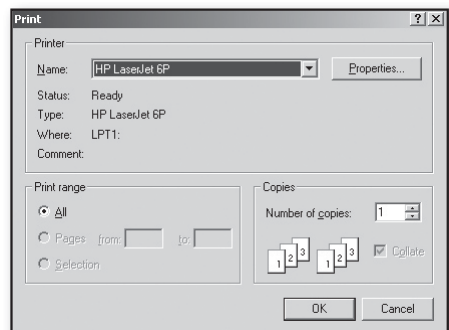 Print
Printer
Name: HP LaserJet 6P Properties...
Status: Ready
Type: HP LaserJet 6P
Where: LPT1:
Comment:
Print range
All
Pages from: to:
Selection
Copies
Number of copies: 1
1 2 3 1 2 3
Collate
OK Cancel